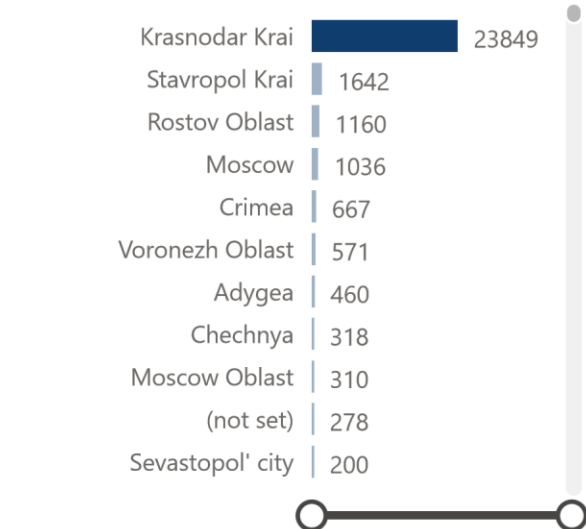 Krasnodar Krai 23849
Stavropol Krai 1642
Rostov Oblast 1160
Moscow 1036
Crimea 667
Voronezh Oblast 571
Adygea 460
Chechnya 318
Moscow Oblast 310
(not set) 278
Sevastopol' city 200